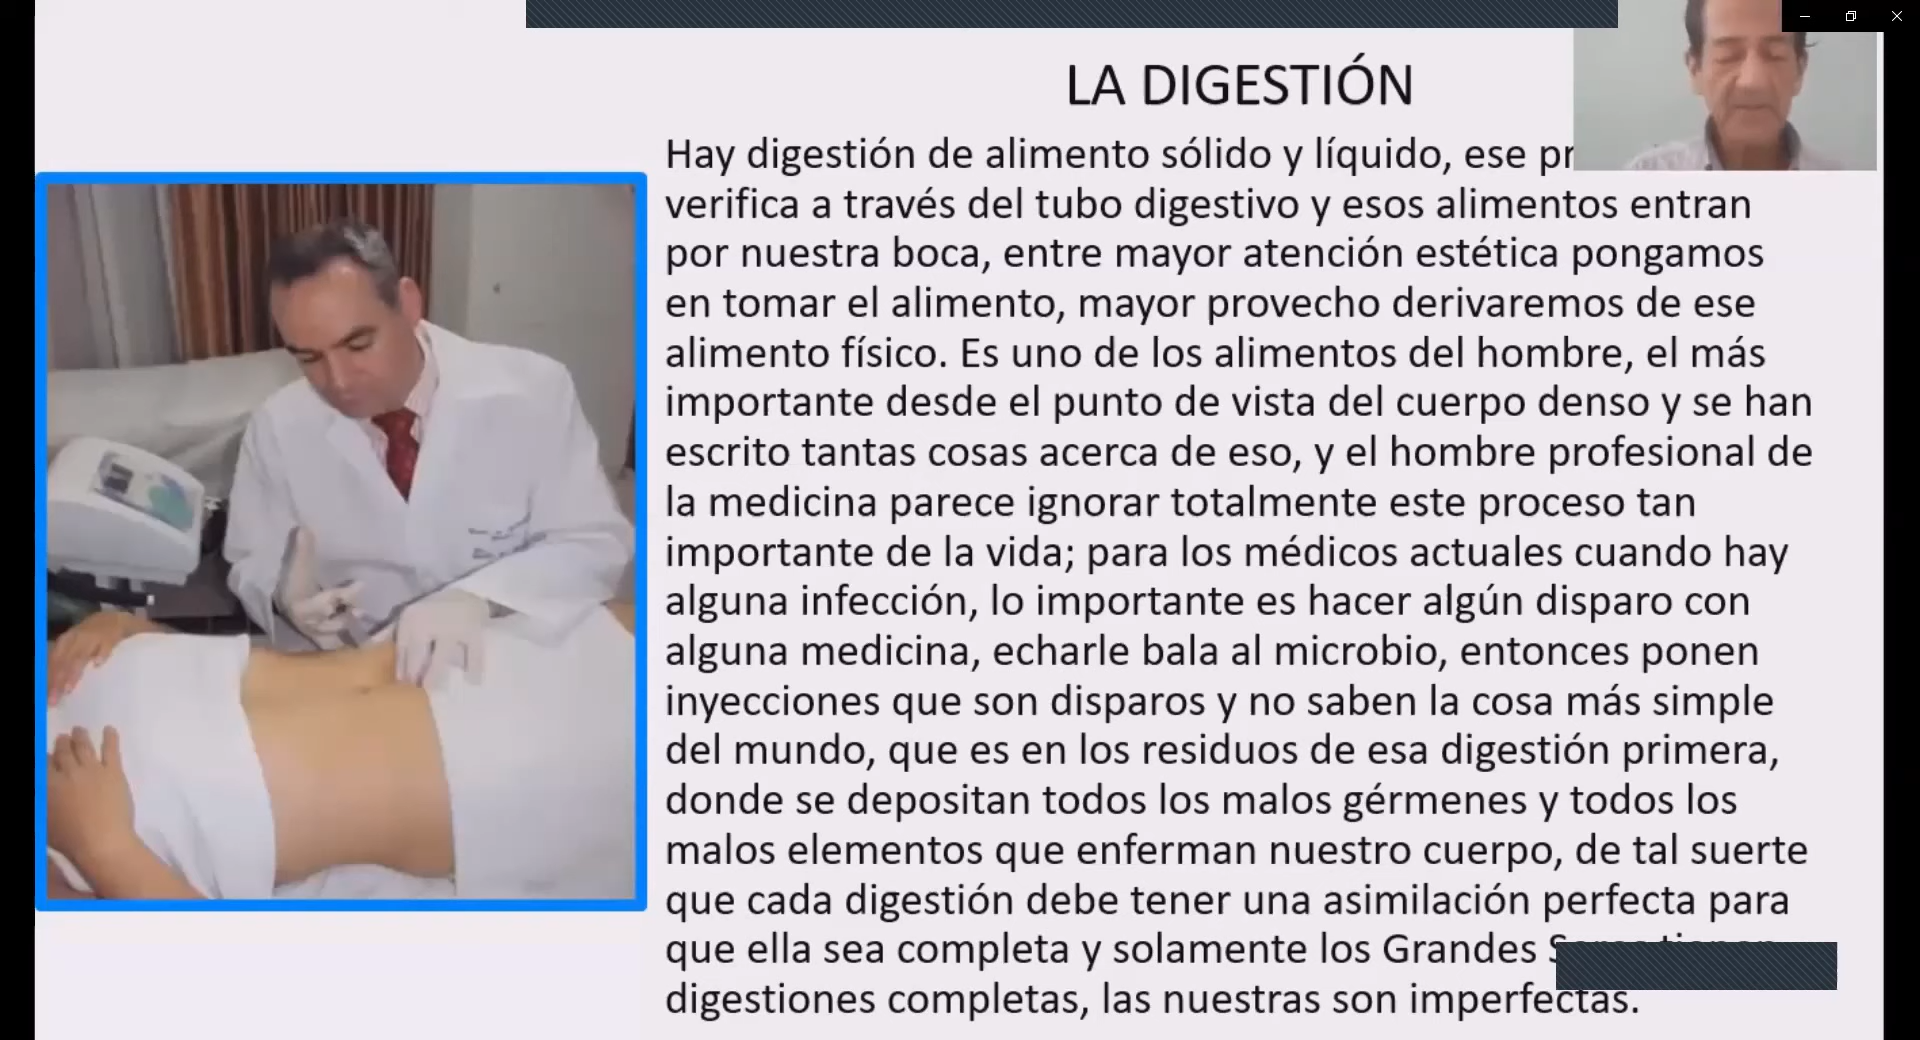 LA DIGESTIÓN
Hay digestión de alimento sólido y líquido, ese
verifica a través del tubo digestivo y esos alimentos entran
por nuestra boca, entre mayor atención estética pongamos
en tomar el alimento, mayor provecho derivaremos de ese
alimento físico. Es uno de los alimentos del hombre, el más
importante desde el punto de vista del cuerpo denso y se han
escrito tantas cosas acerca de eso, y el hombre profesional de
la medicina parece ignorar totalmente este proceso tan
importante de la vida; para los médicos actuales cuando hay
alguna infección, lo importante es hacer algún disparo con
alguna medicina, echarle bala al microbio, entonces ponen
inyecciones que son disparos y no saben la cosa más simple
del mundo, que es en los residuos de esa digestión primera,
donde se depositan todos los malos gérmenes y todos los
malos elementos que enferman nuestro cuerpo, de tal suerte
que cada digestión debe tener una asimilación perfecta para
que ella sea completa y solamente los Grandes
digestiones completas, las nuestras son imperfectas.